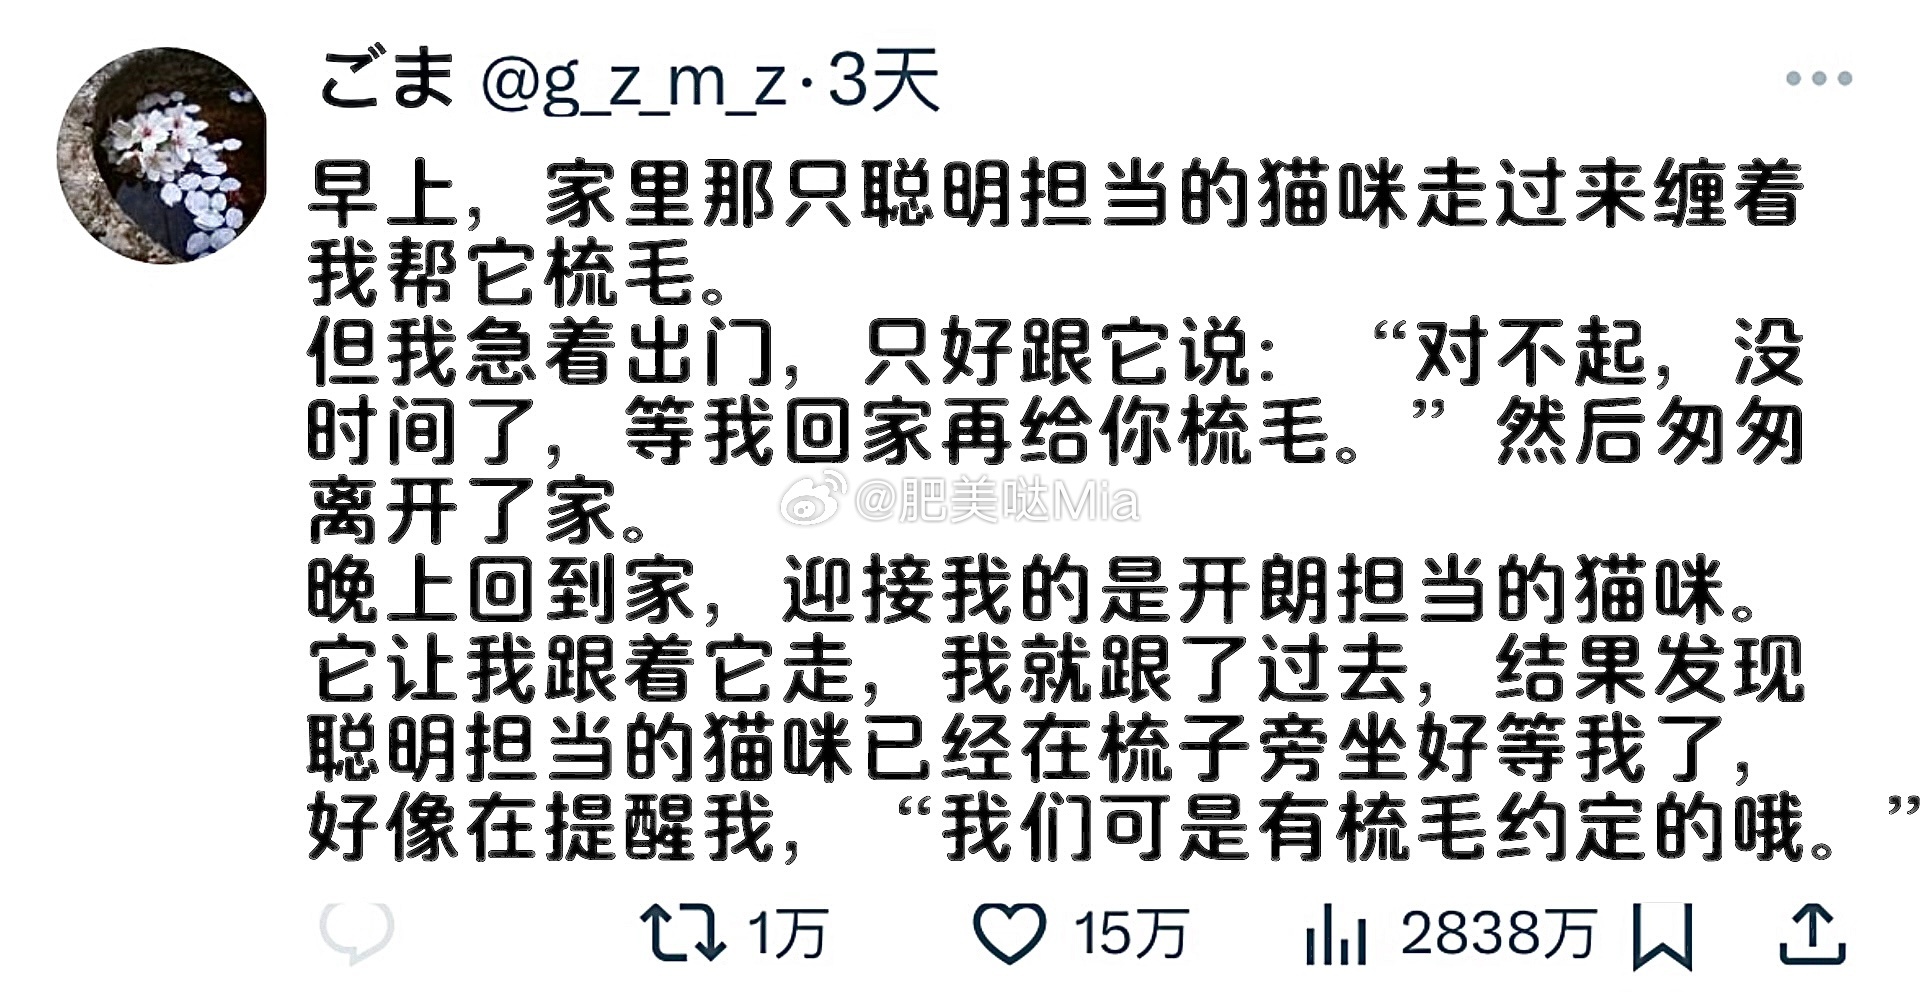 ごま @g_z_m_z·3天
早上，家里那只聪明担当的猫咪走过来缠着
我帮它梳毛。
但我急着出门，只好跟它说：“对不起，没
时间了，等我回家再给你梳毛。”然后匆匆
离开了家。
@肥美哒Mia
晚上回到家，迎接我的是开朗担当的猫咪。
它让我跟着它走，我就跟了过去，结果发现
聪明担当的猫咪已经在梳子旁坐好等我了，
好像在提醒我，“我们可是有梳毛约定的哦。”
1万 15万 2838万